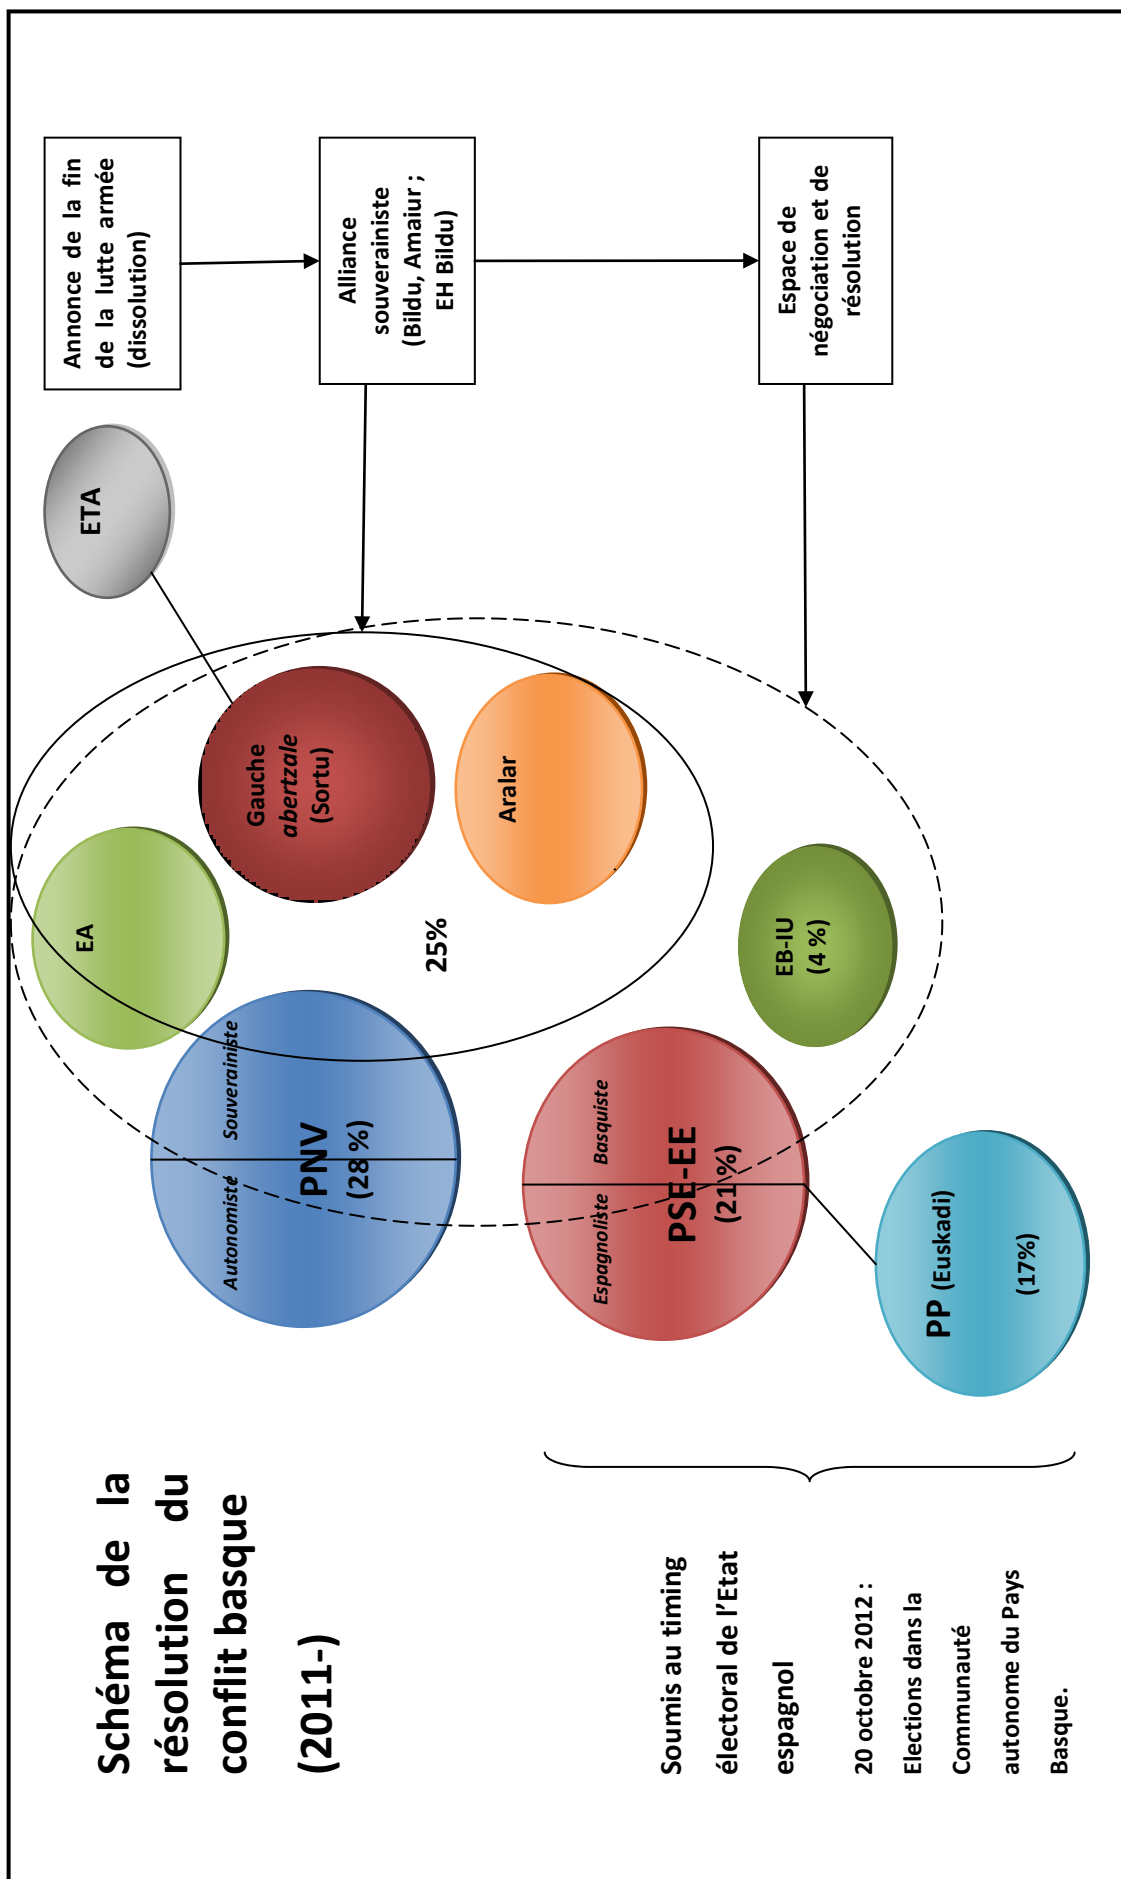 Schéma de la
résolution du
conflit basque
(2011-)
Soumis au timing
électoral de l'Etat
espagnol
20 octobre 2012 :
Elections dans la
Communauté
autonome du Pays
Basque.
Autonomiste
Souverainiste
PNV
(28 %)
Espagnoliste
Basquiste
PSE-EE
(21 %)
PP (Euskadi)
(17%)
EA
25%
EB-IU
(4 %)
Gauche
abertzale
(Sortu)
Aralar
ETA
Annonce de la fin
de la lutte armée
(dissolution)
Alliance
souverainiste
(Bildu, Amaiur ;
EH Bildu)
Espace de
négociation et de
résolution